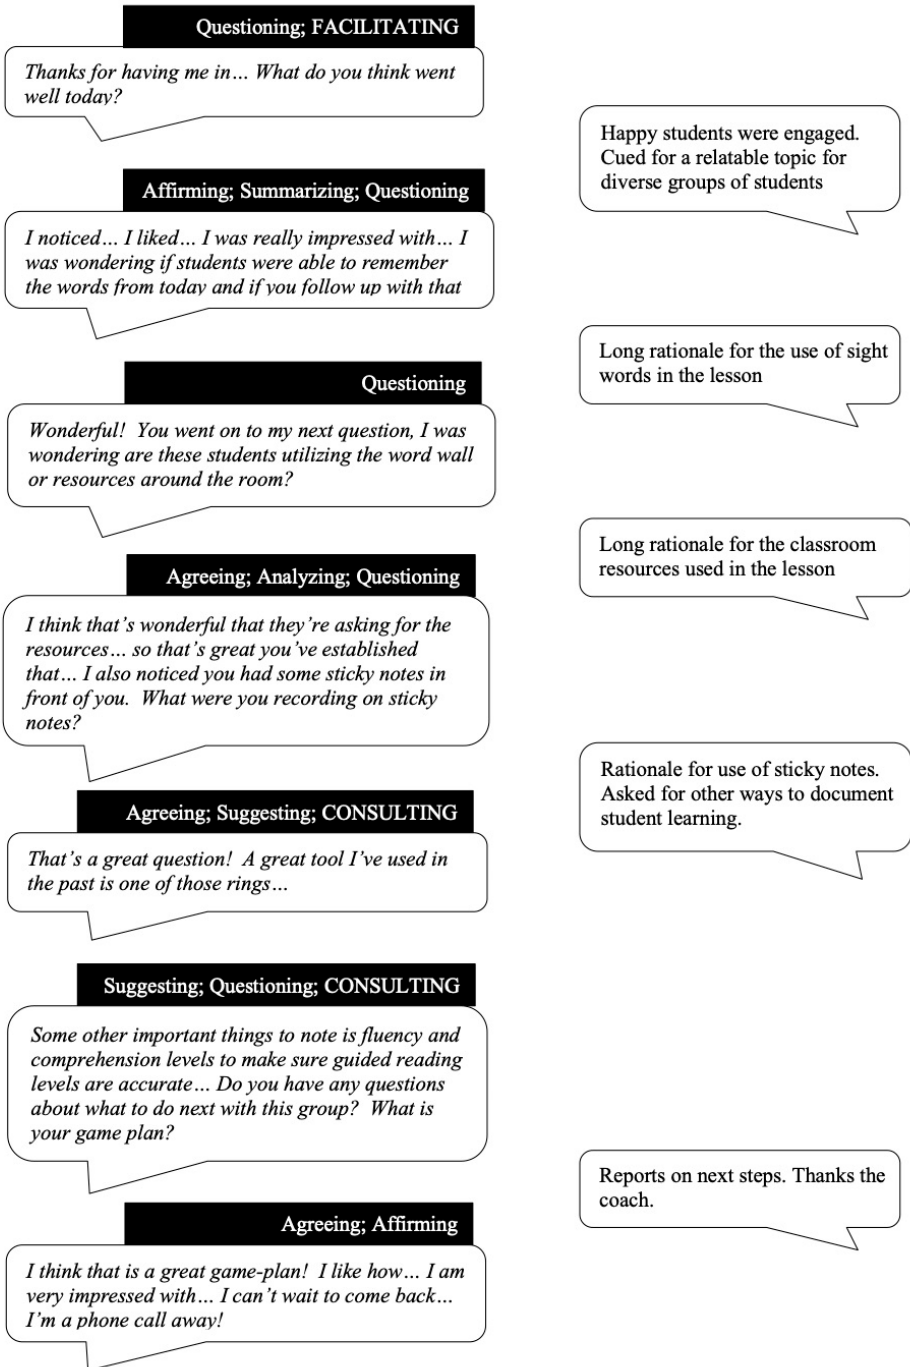 Questioning; FACILITATING
Thanks for having me in… What do you think went
well today?
Happy students were engaged.
Cued for a relatable topic for
diverse groups of students
Affirming; Summarizing; Questioning
I noticed… I liked… I was really impressed with… I
was wondering if students were able to remember
the words from today and if you follow up with that
Long rationale for the use of sight
words in the lesson
Questioning
Wonderful!  You went on to my next question, I was
wondering are these students utilizing the word wall
or resources around the room?
Long rationale for the classroom
resources used in the lesson
Agreeing; Analyzing; Questioning
I think that's wonderful that they're asking for the
resources… so that's great you've established
that… I also noticed you had some sticky notes in
front of you.  What were you recording on sticky
notes?
Rationale for use of sticky notes.
Asked for other ways to document
student learning.
Agreeing; Suggesting; CONSULTING
That's a great question!  A great tool I've used in
the past is one of those rings…
Suggesting; Questioning; CONSULTING
Some other important things to note is fluency and
comprehension levels to make sure guided reading
levels are accurate… Do you have any questions
about what to do next with this group?  What is
your game plan?
Reports on next steps. Thanks the
coach.
Agreeing; Affirming
I think that is a great game-plan!  I like how… I am
very impressed with… I can't wait to come back…
I'm a phone call away!